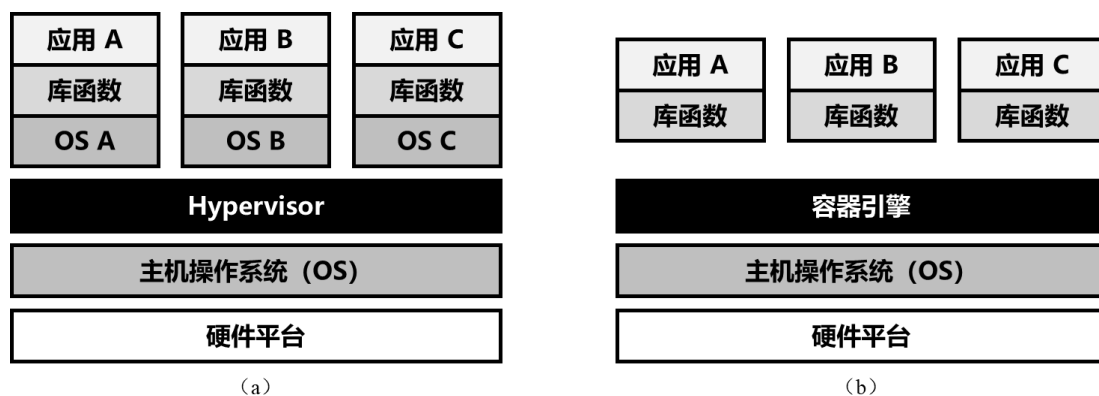 应用 A 应用 B 应用 C
库函数 库函数 库函数
OS A OS B OS C
Hypervisor
主机操作系统（OS）
硬件平台
（a）
应用 A 应用 B 应用 C
库函数 库函数 库函数
容器引擎
主机操作系统（OS）
硬件平台
（b）